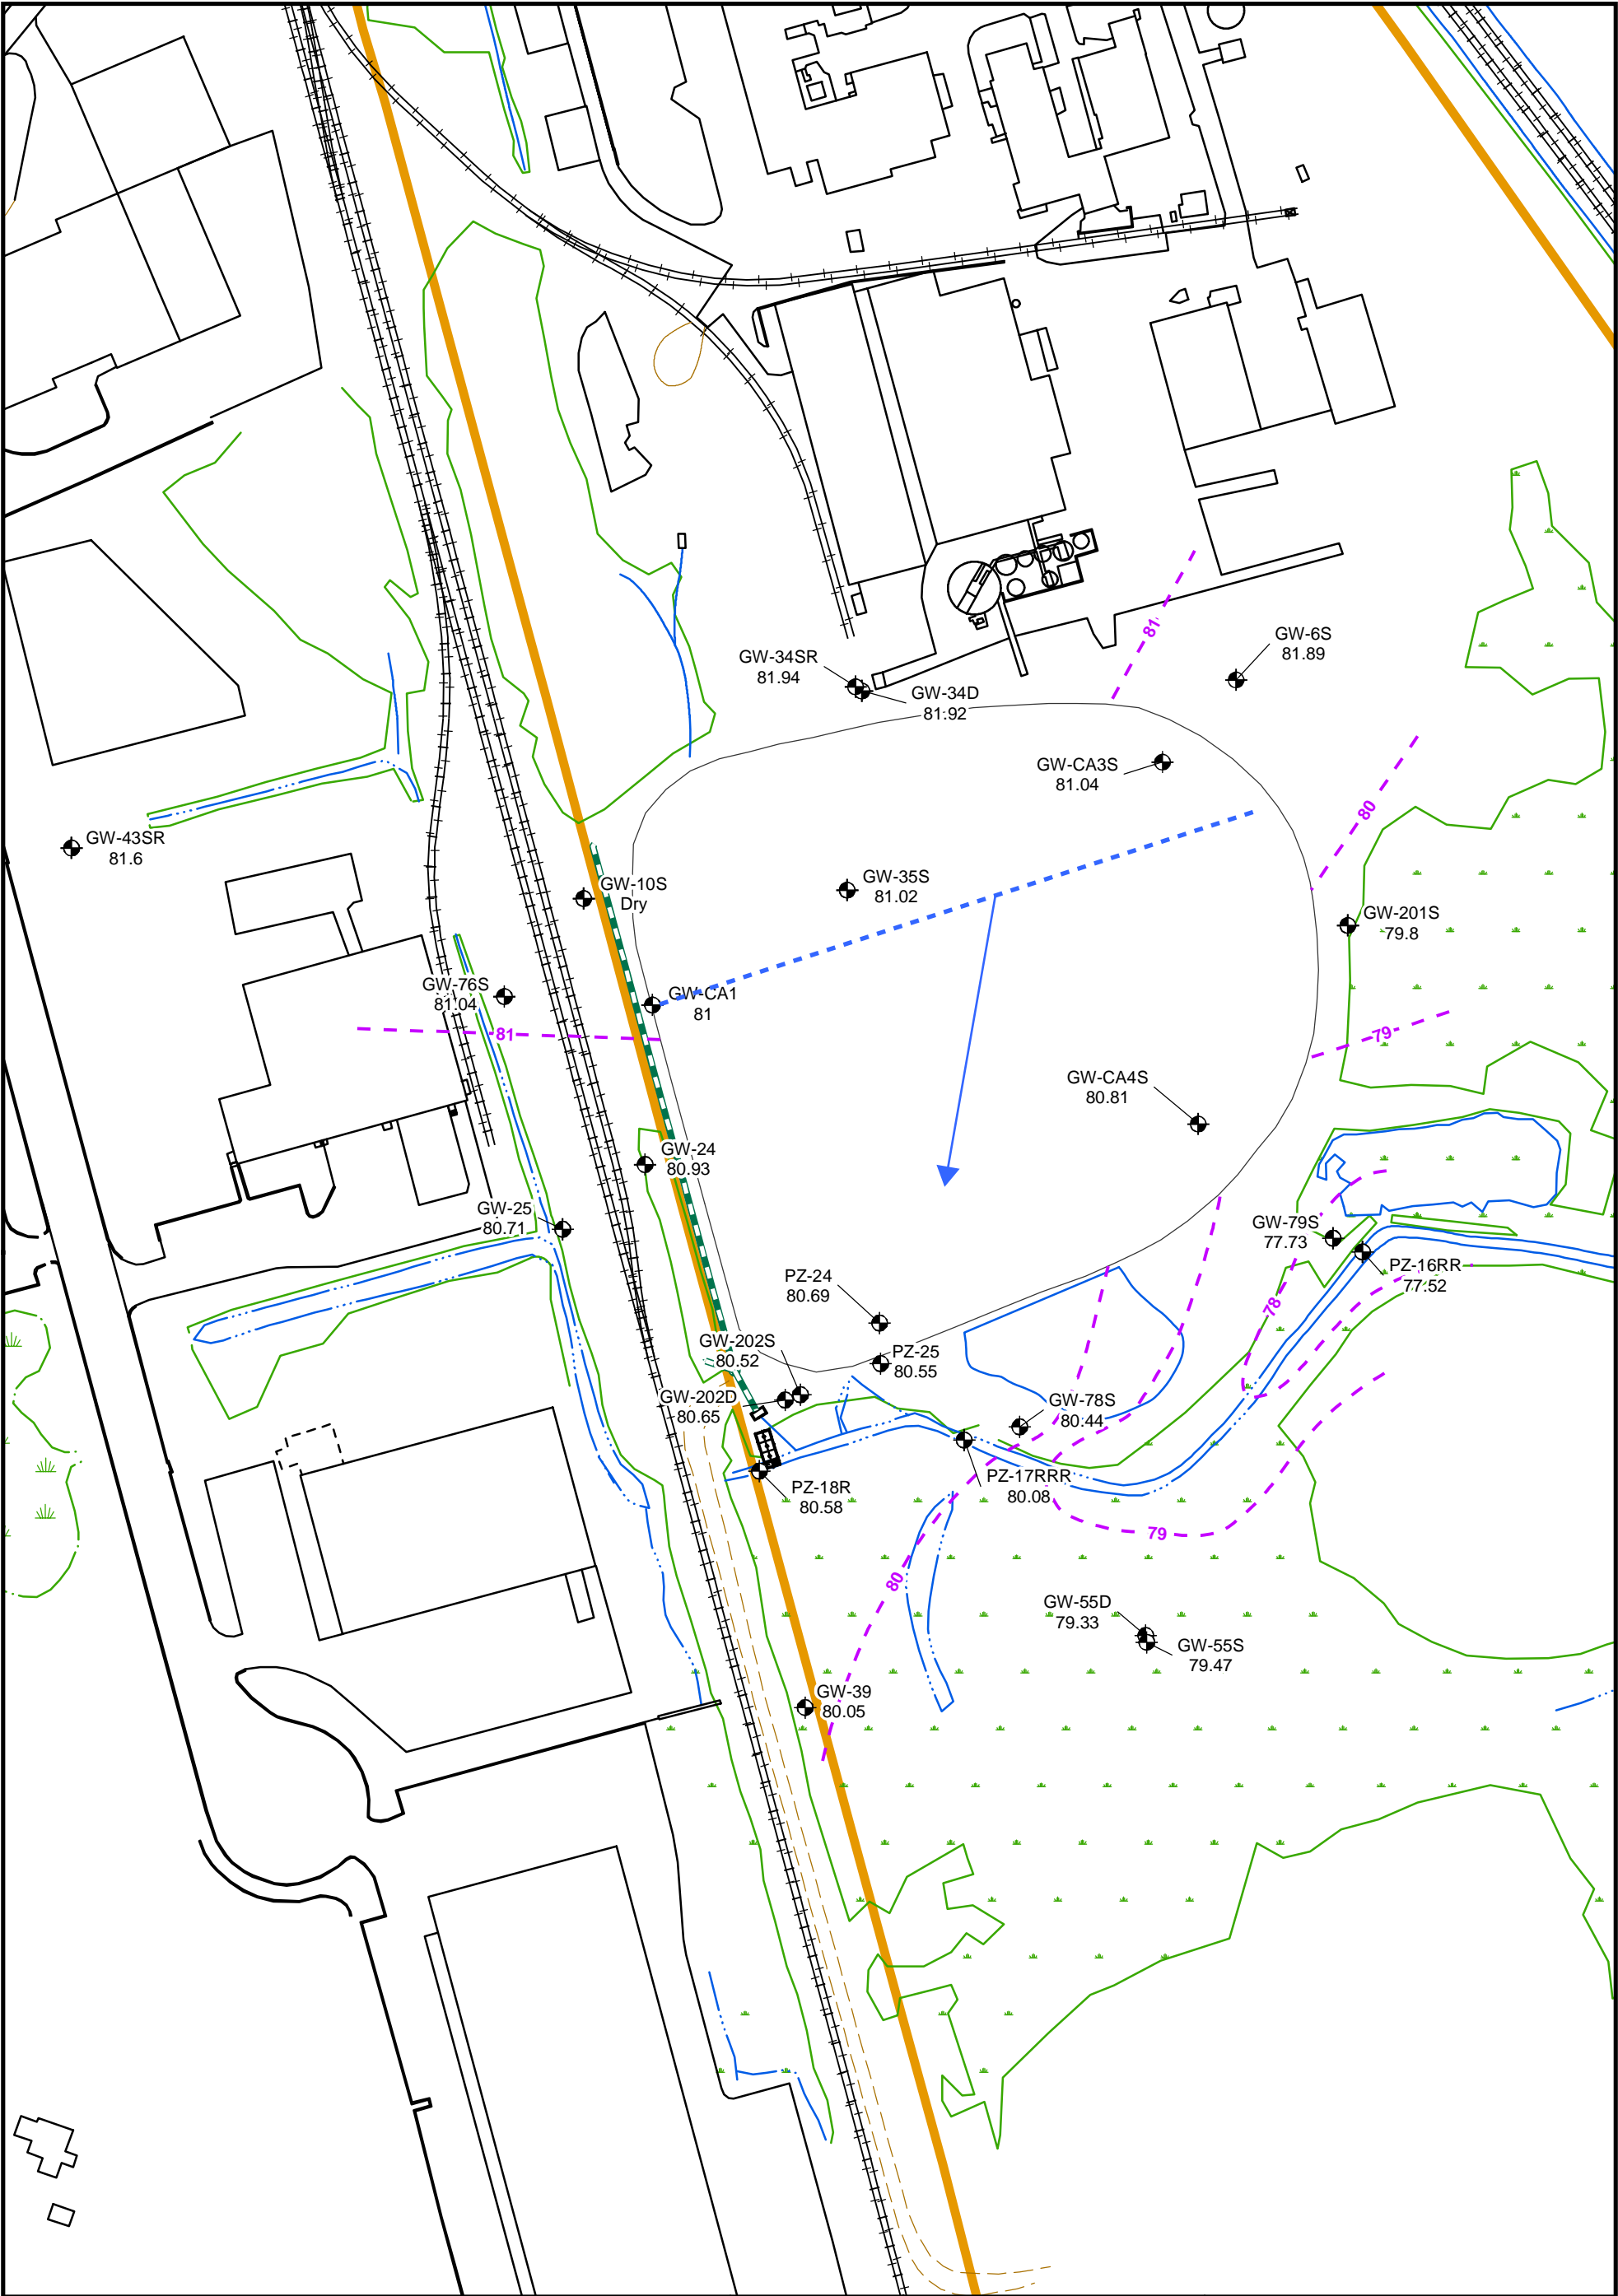 81
GW-6S
81.89
GW-34SR
81.94
GW-34D
81.92
GW-CA3S
81.04
80
GW-43SR
81.6
GW-10S
Dry
GW-35S
81.02
GW-201S
79.8
GW-76S
81.04
GW-CA1
81
81
79
GW-CA4S
80.81
GW-24
80.93
GW-25
80.71
GW-79S
77.73
PZ-16RR
77.52
PZ-24
80.69
78
GW-202S
80.52
PZ-25
80.55
GW-202D
80.65
GW-78S
80.44
PZ-18R
80.58
PZ-17RRR
80.08
79
80
GW-55D
79.33
GW-55S
79.47
GW-39
80.05